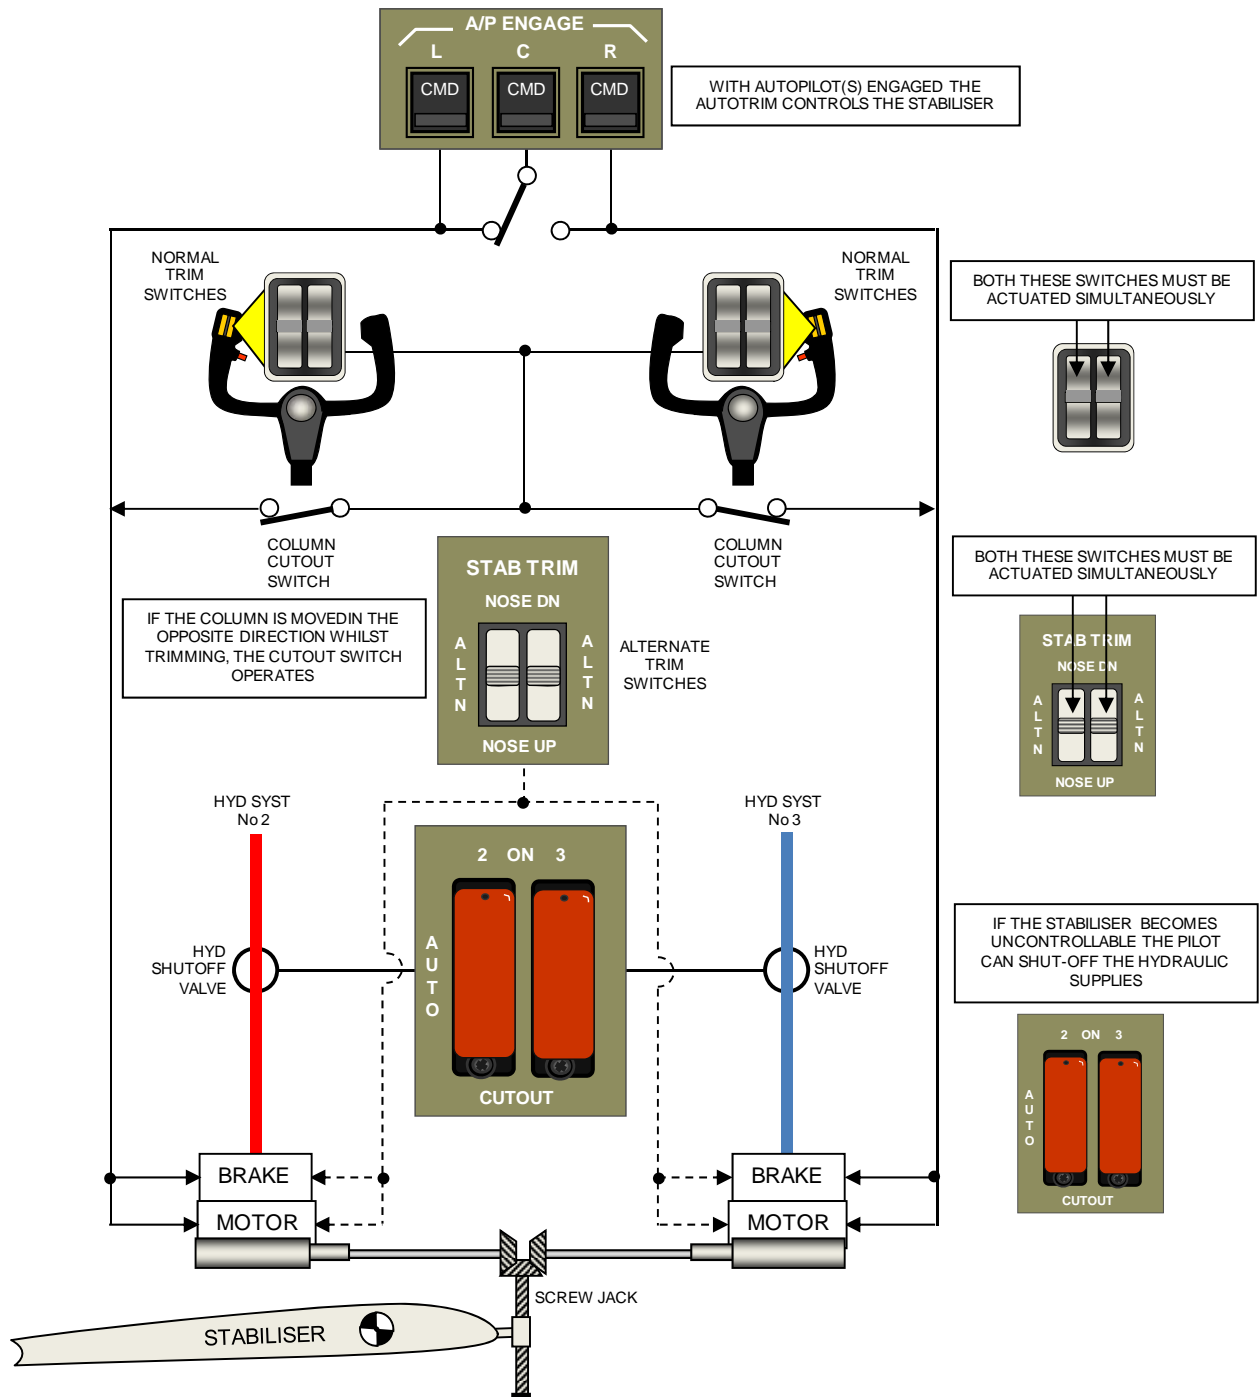 A/P ENGAGE
L C R
CMD CMD CMD
WITH AUTOPILOT(S) ENGAGED THE
AUTOTRIM CONTROLS THE STABILISER
NORMAL
TRIM
SWITCHES
NORMAL
TRIM
SWITCHES
BOTH THESE SWITCHES MUST BE
ACTUATED SIMULTANEOUSLY
COLUMN
CUTOUT
SWITCH
COLUMN
CUTOUT
SWITCH
IF THE COLUMN IS MOVEDIN THE
OPPOSITE DIRECTION WHILST
TRIMMING, THE CUTOUT SWITCH
OPERATES
STAB TRIM
NOSE DN
ALTN
ALTN
NOSE UP
ALTERNATE
TRIM
SWITCHES
BOTH THESE SWITCHES MUST BE
ACTUATED SIMULTANEOUSLY
STAB TRIM
NOSE DN
ALTN
ALTN
NOSE UP
HYD SYST
No 2
HYD SYST
No 3
2 ON 3
AUTO
CUTOUT
HYD
SHUTOFF
VALVE
HYD
SHUTOFF
VALVE
IF THE STABILISER BECOMES
UNCONTROLLABLE THE PILOT
CAN SHUT-OFF THE HYDRAULIC
SUPPLIES
2 ON 3
AUTO
CUTOUT
BRAKE
MOTOR
BRAKE
MOTOR
SCREW JACK
STABILISER